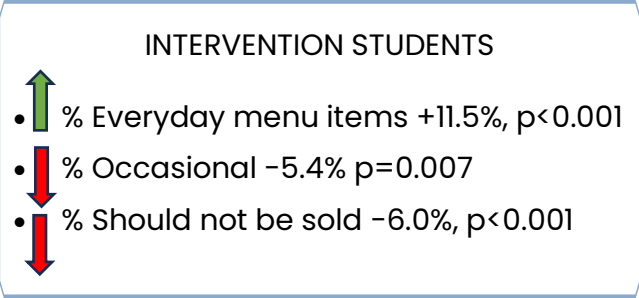 INTERVENTION STUDENTS
• % Everyday menu items +11.5%, p<0.001
• % Occasional -5.4% p=0.007
• % Should not be sold -6.0%, p<0.001